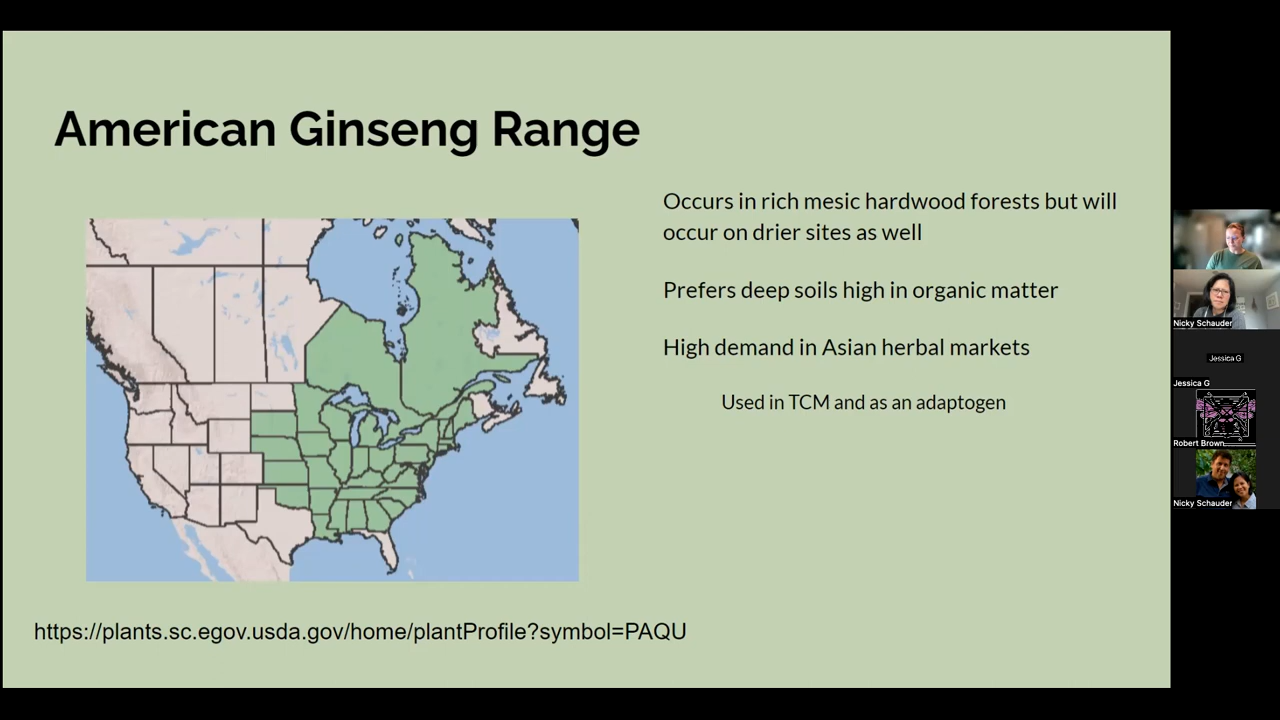 American Ginseng Range
Occurs in rich mesic hardwood forests but will
occur on drier sites as well
Prefers deep soils high in organic matter
High demand in Asian herbal markets
Used in TCM and as an adaptogen
https://plants.sc.egov.usda.gov/home/plantProfile?symbol=PAQU
Nicky Schauder
Jessica G
Jessica G
Robert Brown
Nicky Schauder